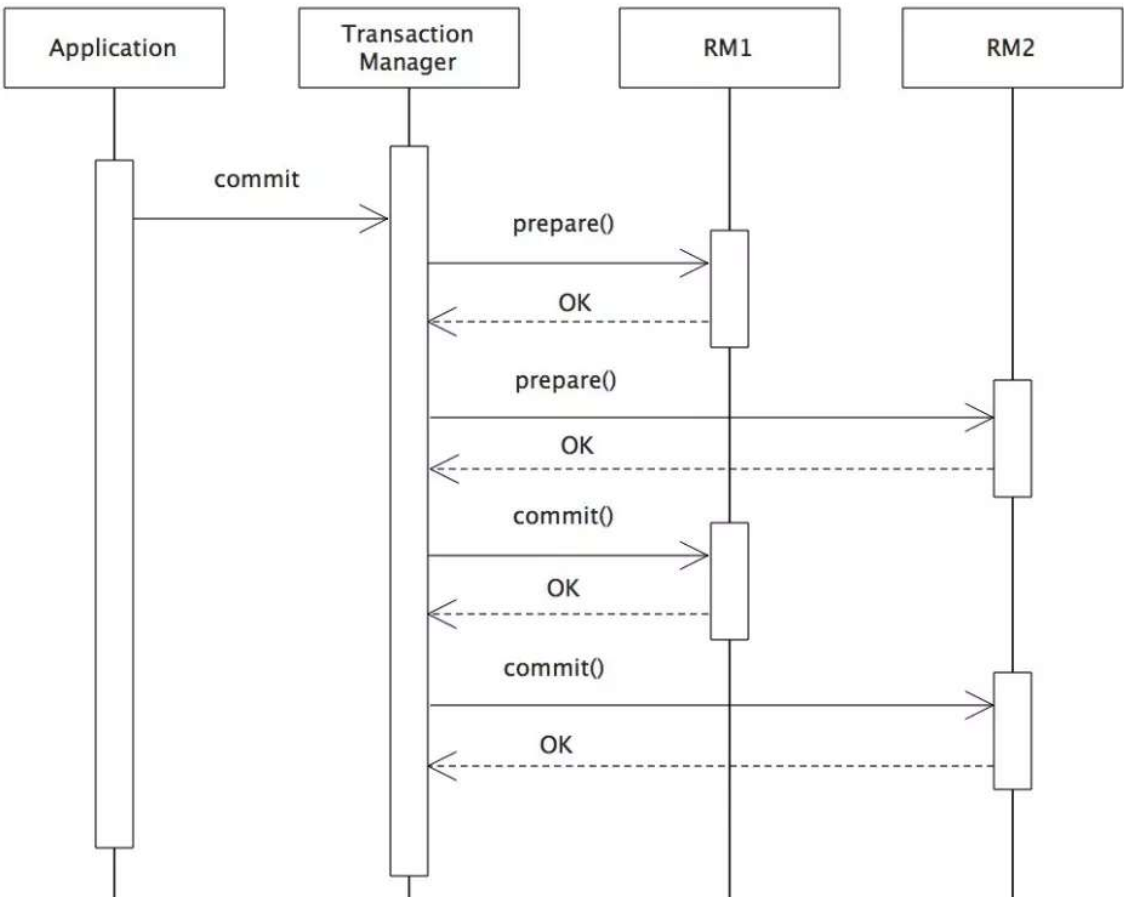 Application
Transaction
Manager
RM1
RM2
commit
prepare()
OK
prepare()
OK
commit()
OK
commit()
OK